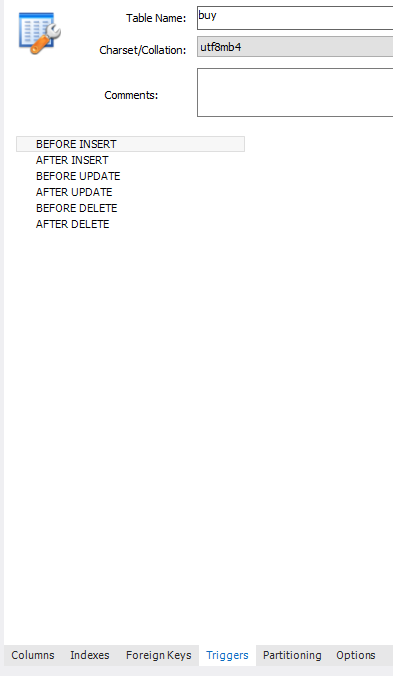 Table Name: buy
Charset/Collation: utf8mb4
Comments:
BEFORE INSERT
AFTER INSERT
BEFORE UPDATE
AFTER UPDATE
BEFORE DELETE
AFTER DELETE
Columns Indexes Foreign Keys Triggers Partitioning Options